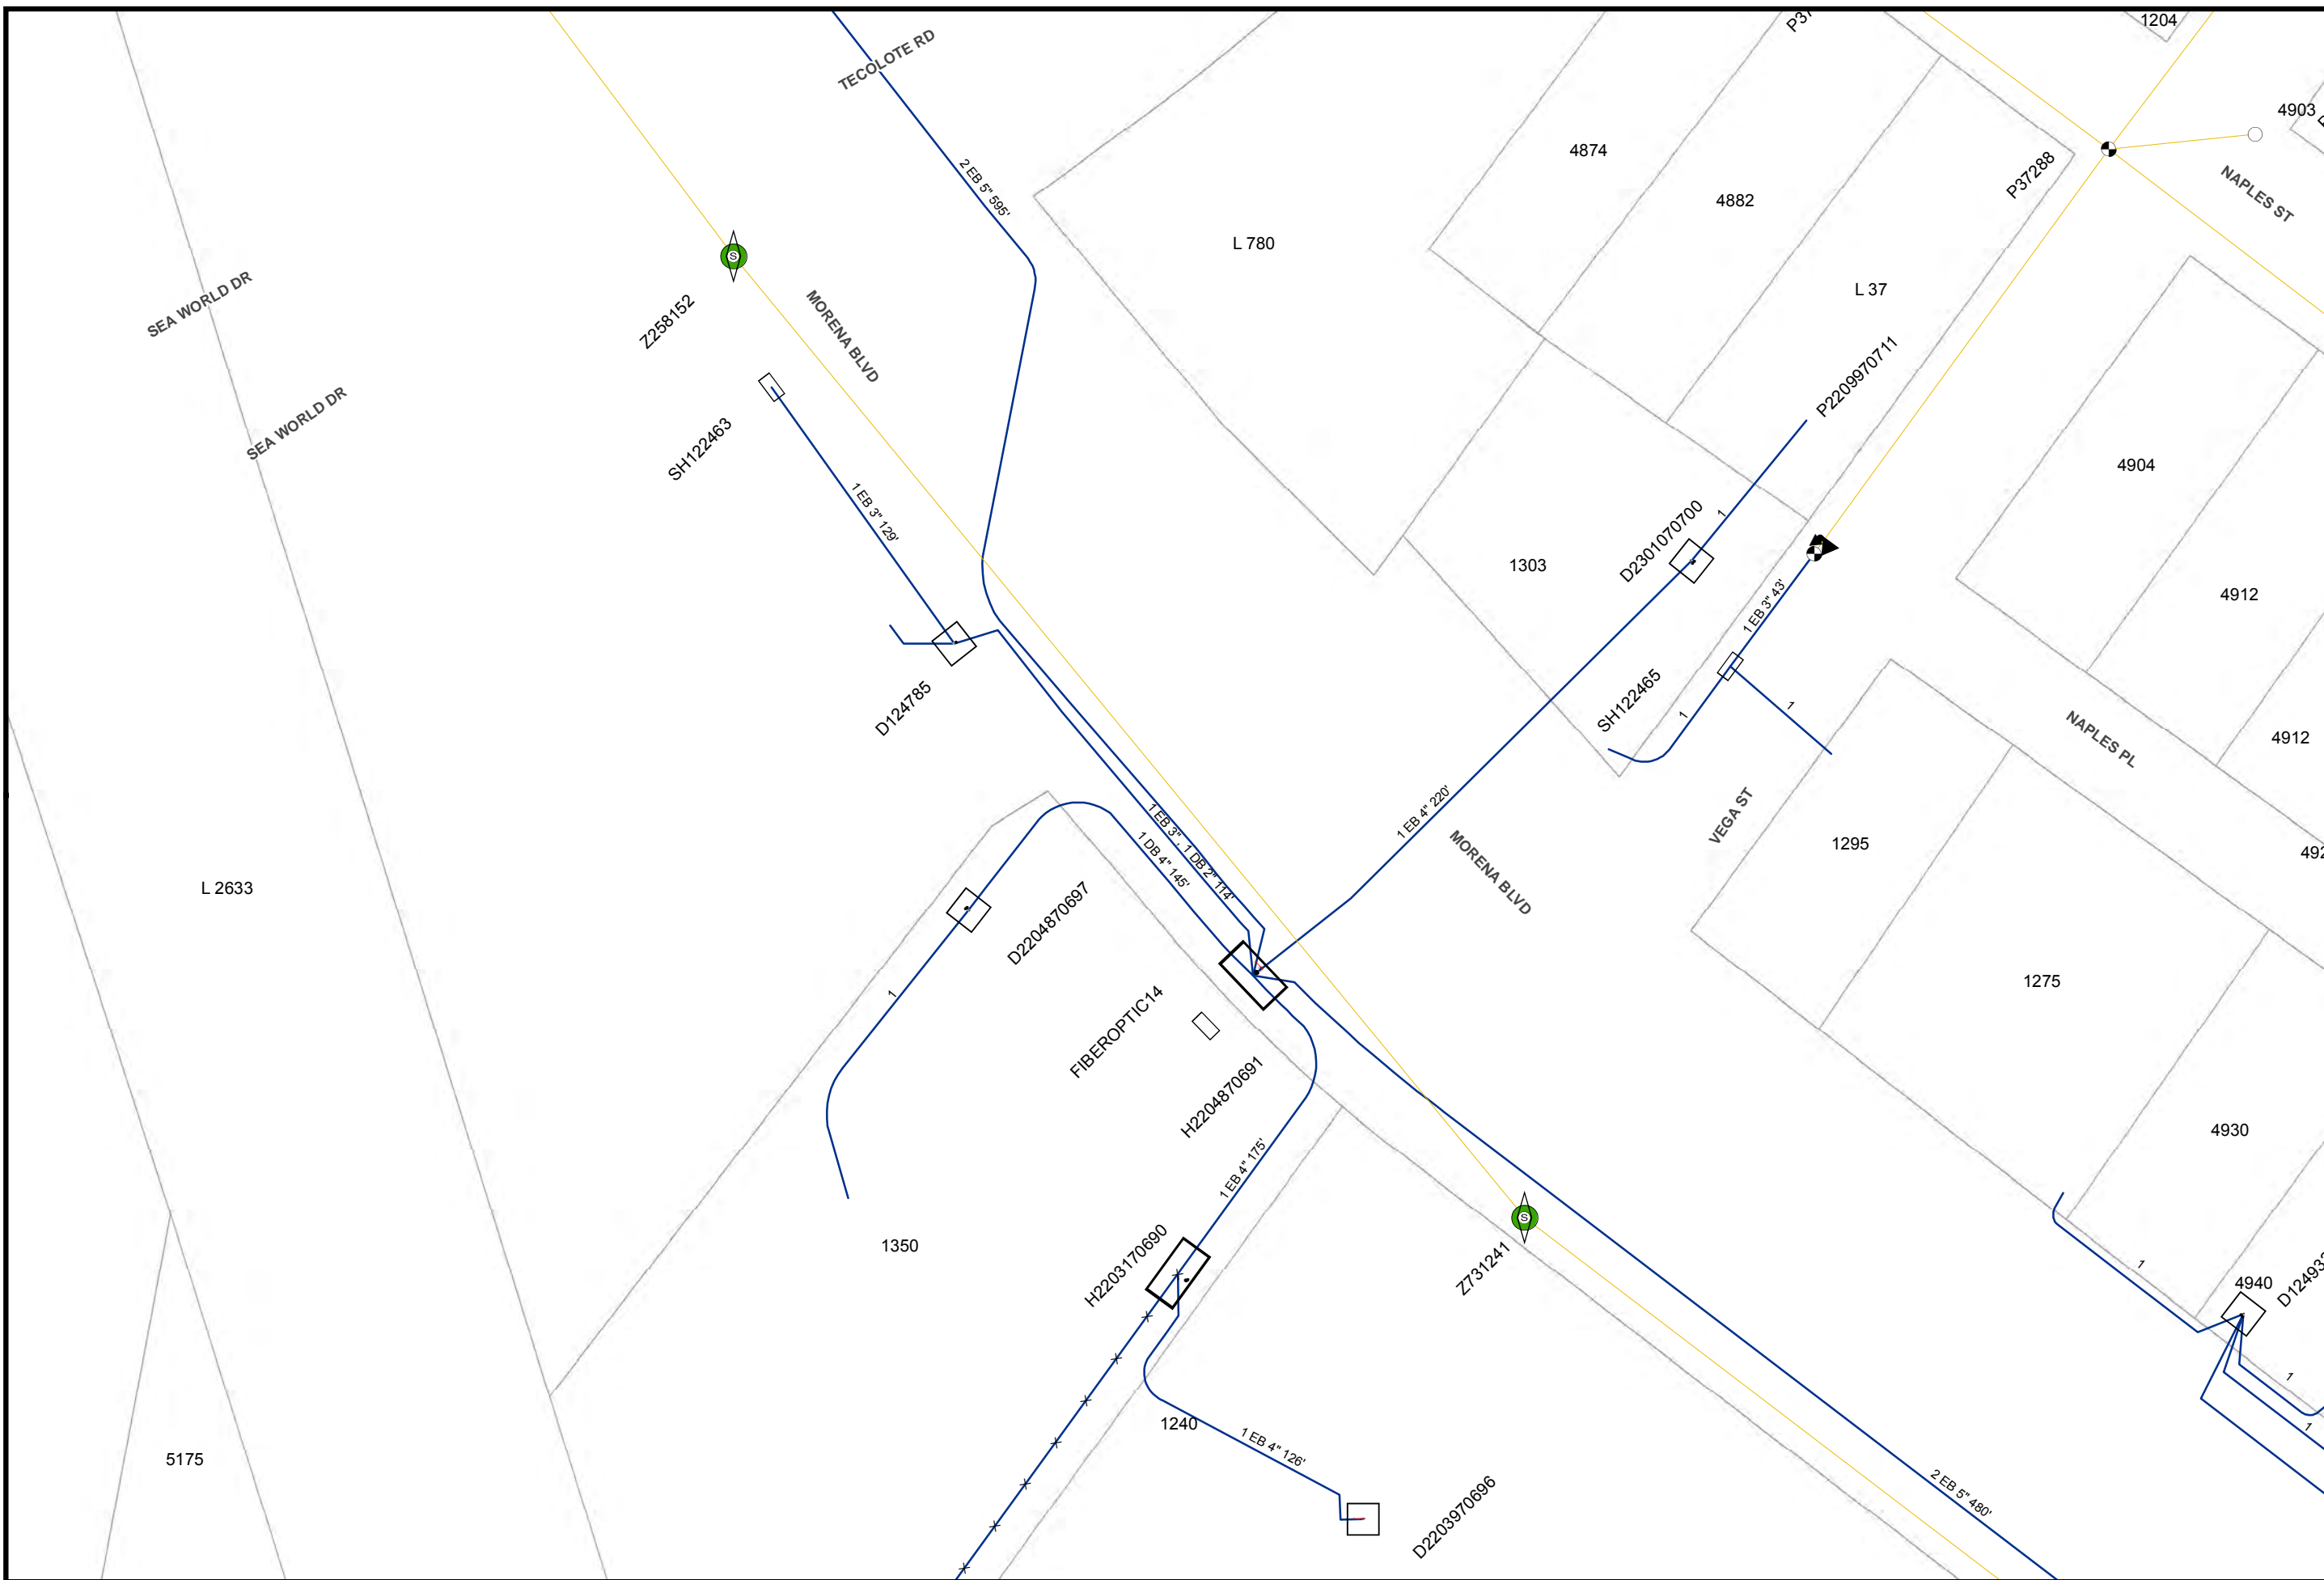 1204
TECOLOTE RD
4903
4874
P37288
2 EB 5" 595'
4882
NAPLES ST
L 780
L 37
SEA WORLD DR
Z258152
MORENA BLVD
P2209970711
SEA WORLD DR
SH122463
4904
1 EB 3" 129'
D2301070700
1
1303
4912
1 EB 3" 43'
D124785
SH122465
1
1
NAPLES PL
4912
1 EB 4" 220'
VEGA ST
1295
1 EB 3" , 1 DB 2" 114'
1 DB 4" 145'
MORENA BLVD
L 2633
D2204870697
1275
1
FIBEROPTIC14
H2204870691
4930
1 EB 4" 175'
S
S
1350
H2203170690
Z731241
1
4940
1
1240
1
1 EB 4" 126'
5175
D2203970696
2 EB 5" 480'